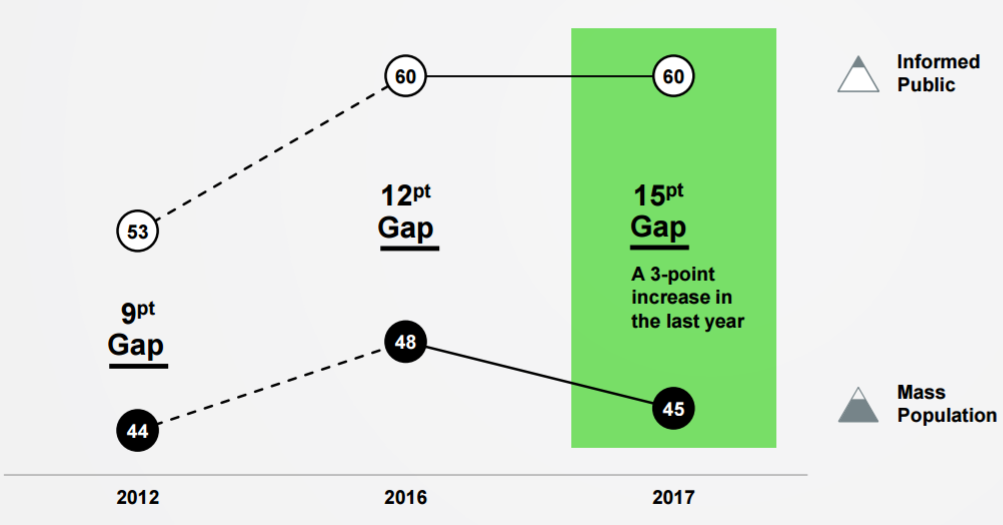 60
60
Informed
Public
12pt
Gap
15pt
Gap
53
A 3-point
increase in
the last year
9pt
Gap
48
44
45
Mass
Population
2012
2016
2017